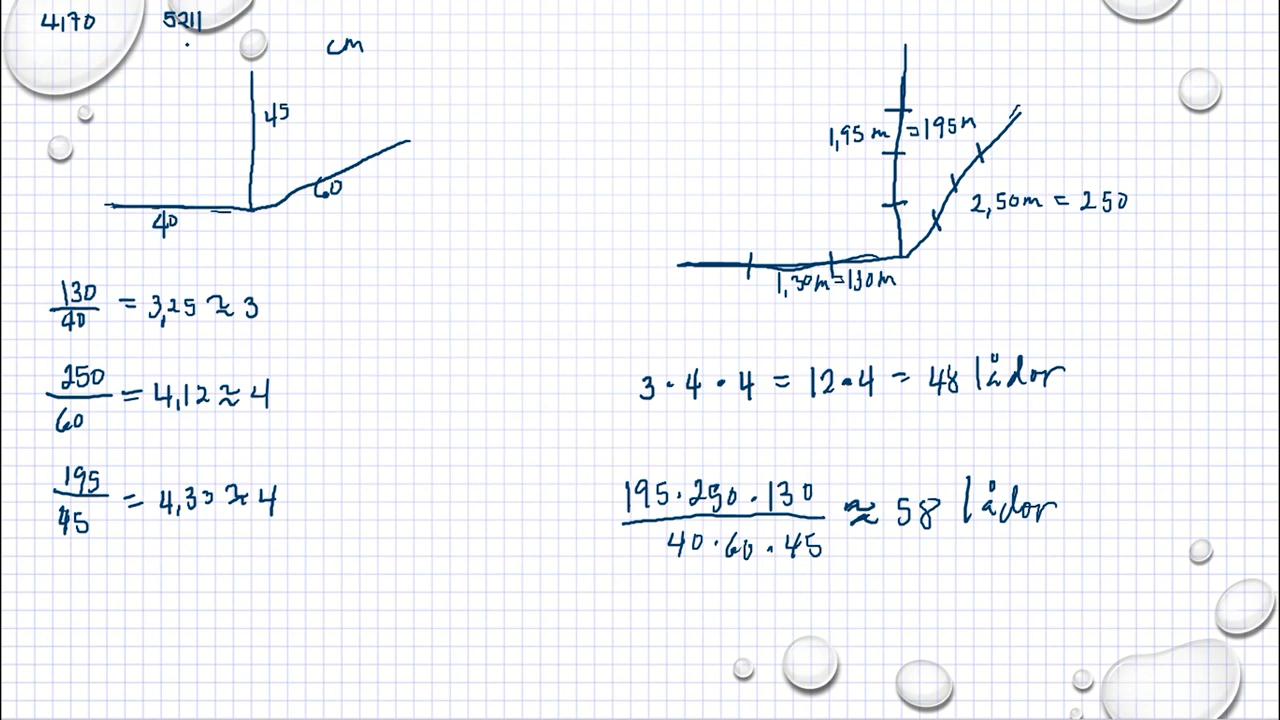 4170 5211
cm
45
60
40
1,95 m = 195 m
2,50 m = 250
1,30 m = 130 m
130/40 = 3,25 ≈ 3
250/60 = 4,12 ≈ 4
195/45 = 4,33 ≈ 4
3 · 4 · 4 = 12 · 4 = 48 lådor
195 · 250 · 130 / 40 · 60 · 45 ≈ 58 lådor